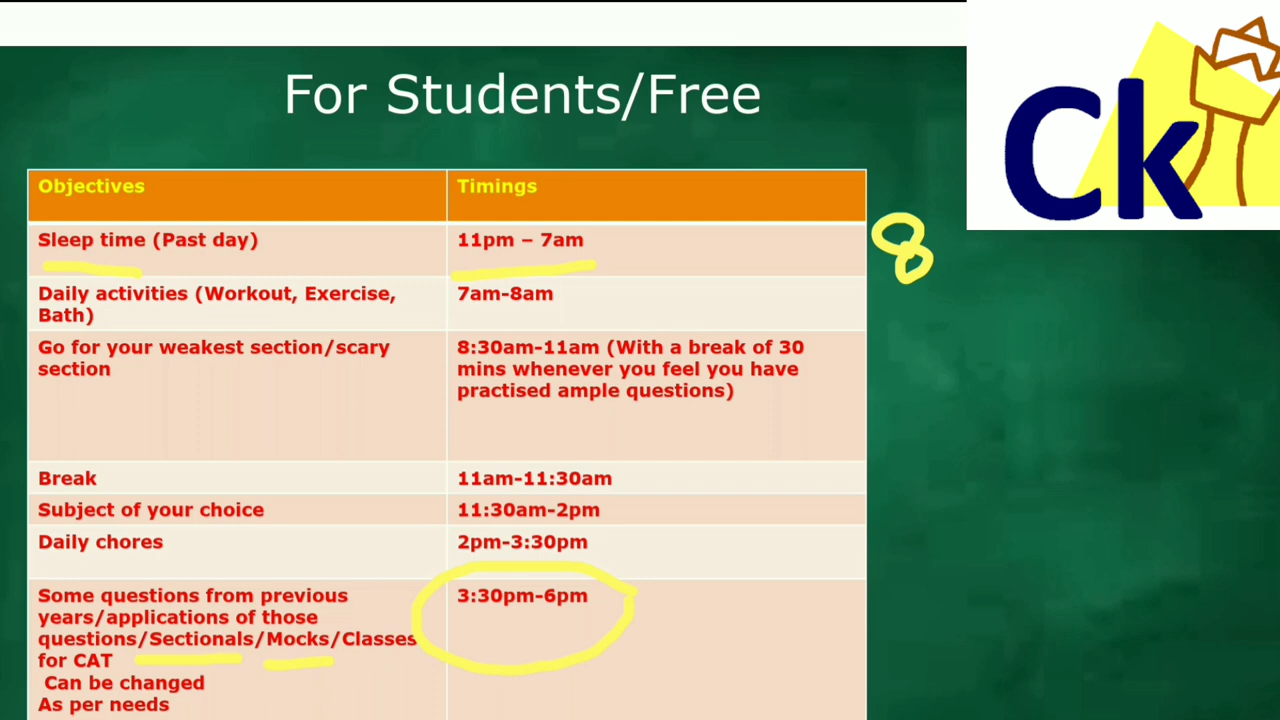 For Students/Free
Ck
Objectives
Timings
Sleep time (Past day)
11pm – 7am
8
Daily activities (Workout, Exercise,
Bath)
7am-8am
Go for your weakest section/scary
section
8:30am-11am (With a break of 30
mins whenever you feel you have
practised ample questions)
Break
11am-11:30am
Subject of your choice
11:30am-2pm
Daily chores
2pm-3:30pm
Some questions from previous
years/applications of those
questions/Sectionals/Mocks/Classes
for CAT
Can be changed
As per needs
3:30pm-6pm